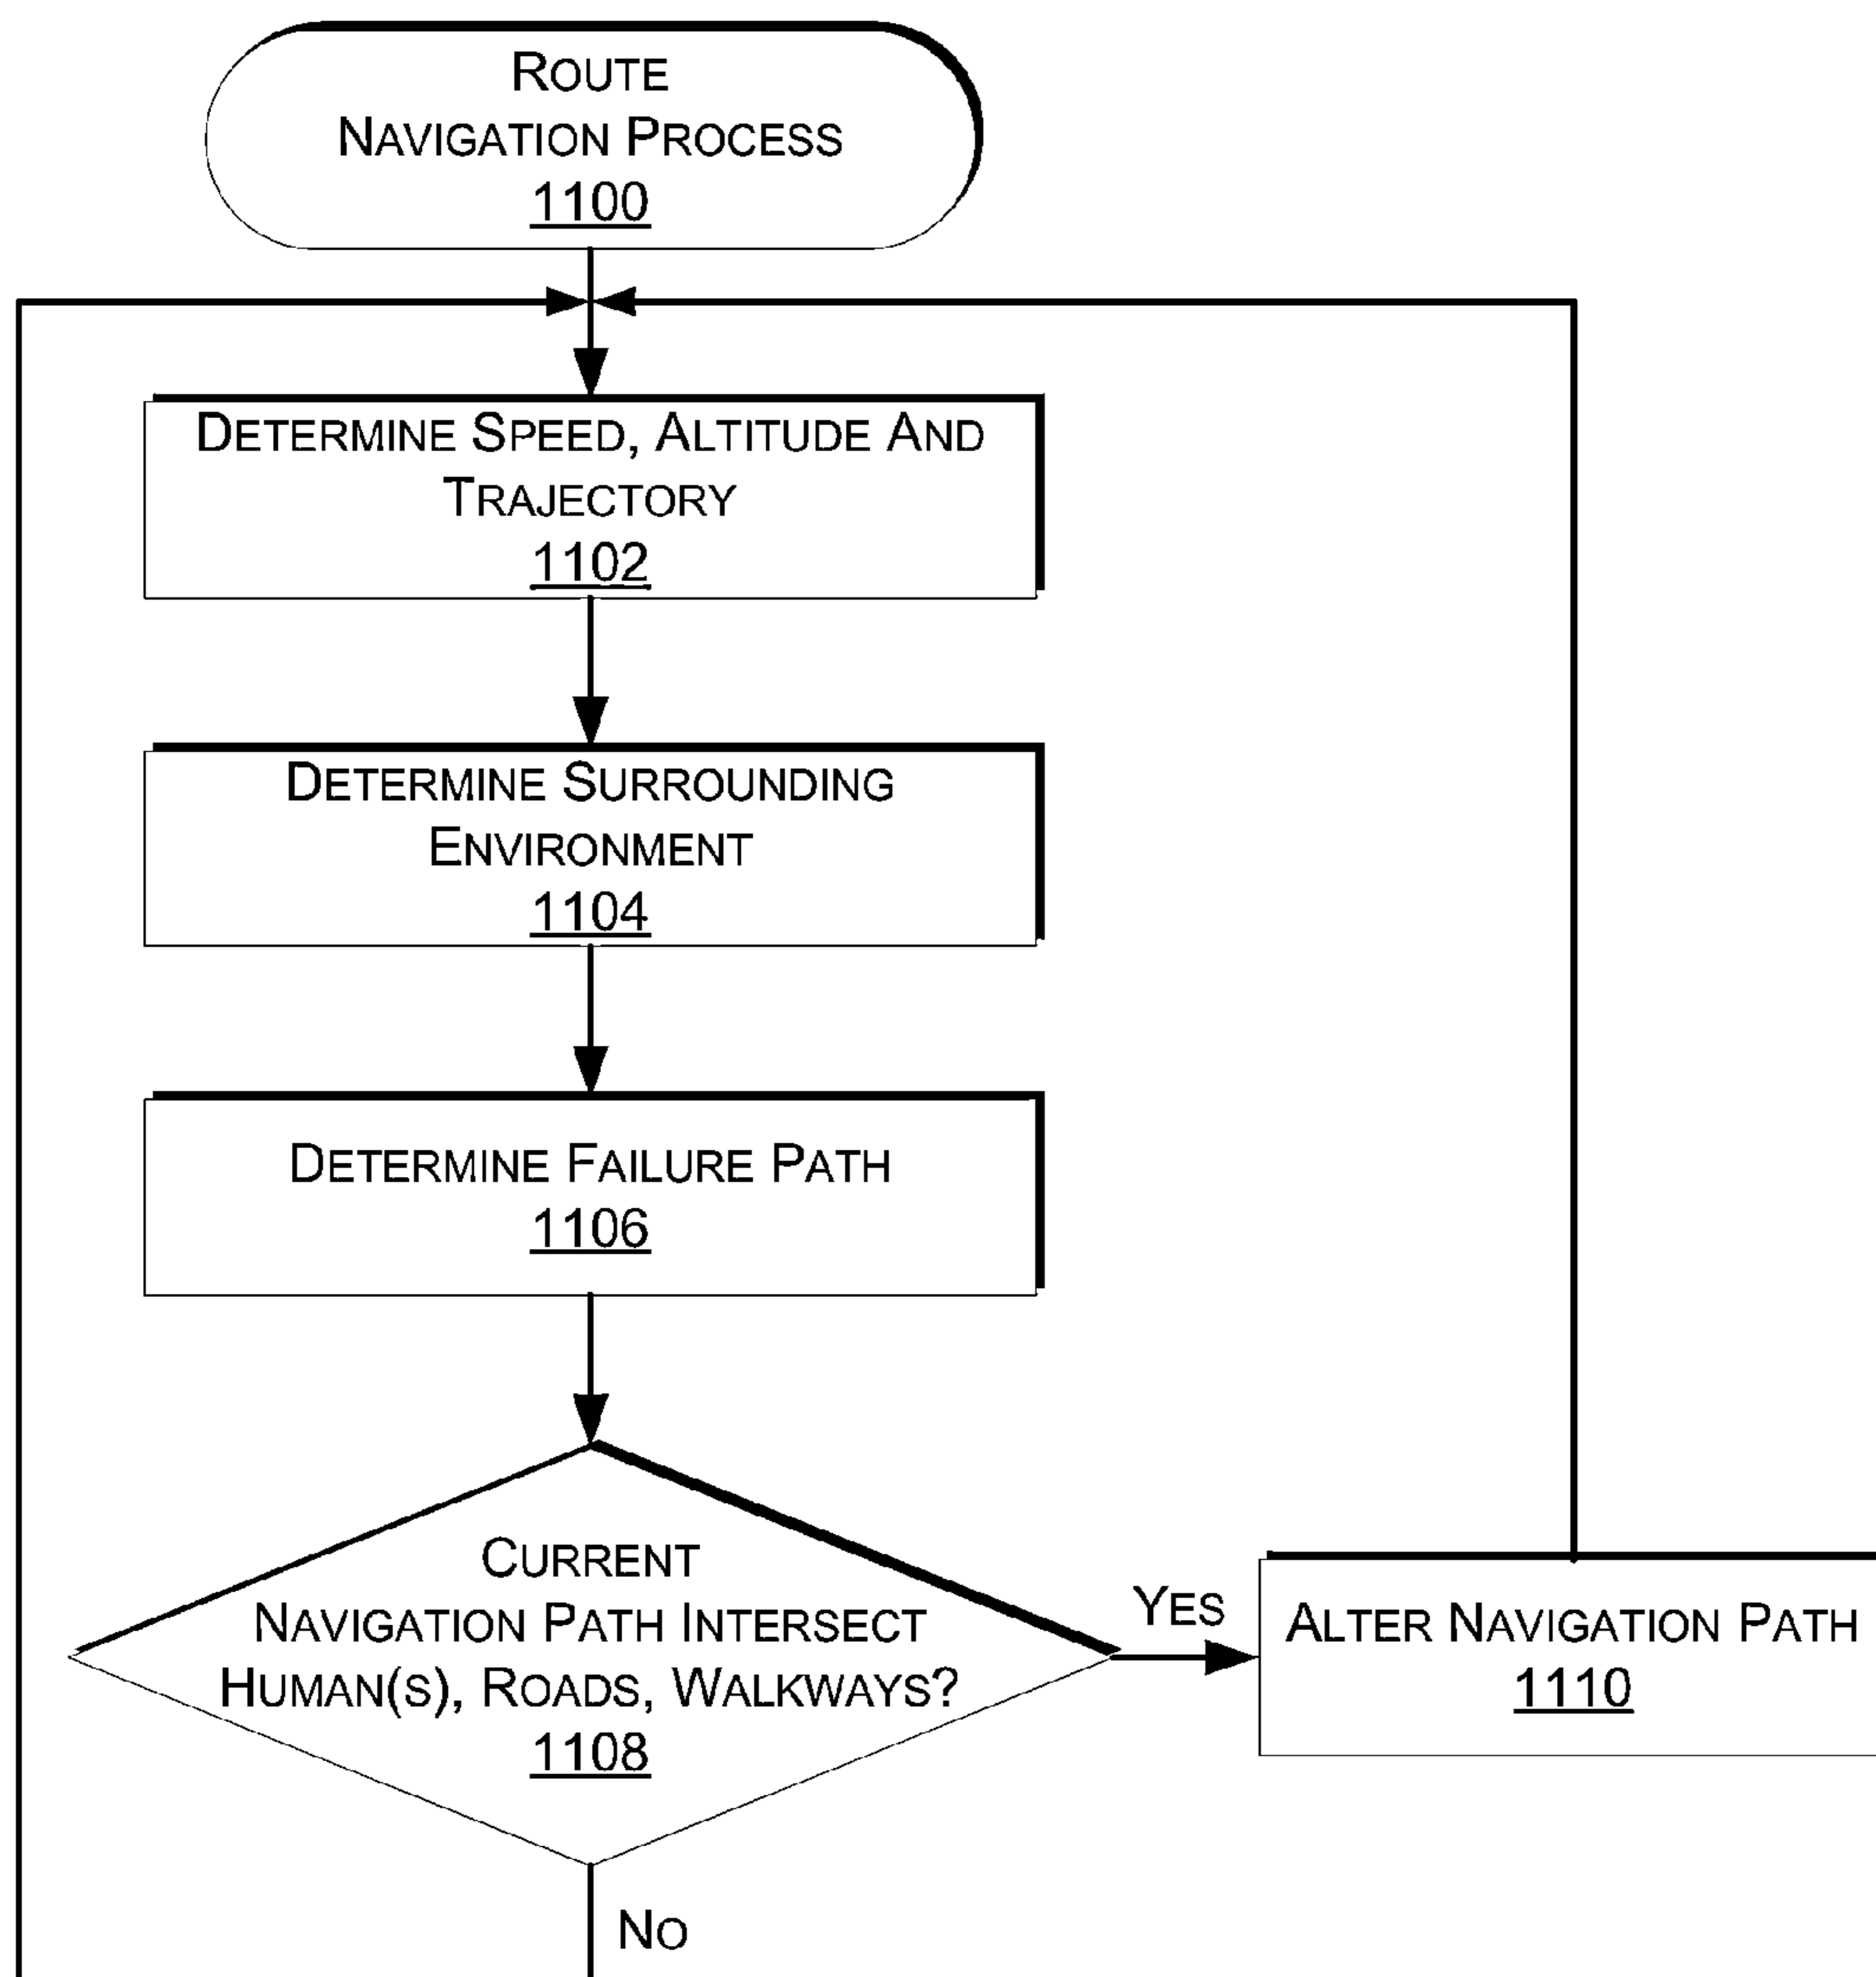 ROUTE
NAVIGATION PROCESS
1100
DETERMINE SPEED, ALTITUDE AND
TRAJECTORY
1102
DETERMINE SURROUNDING
ENVIRONMENT
1104
DETERMINE FAILURE PATH
1106
CURRENT
NAVIGATION PATH INTERSECT
HUMAN(S), ROADS, WALKWAYS?
1108
YES
ALTER NAVIGATION PATH
1110
NO